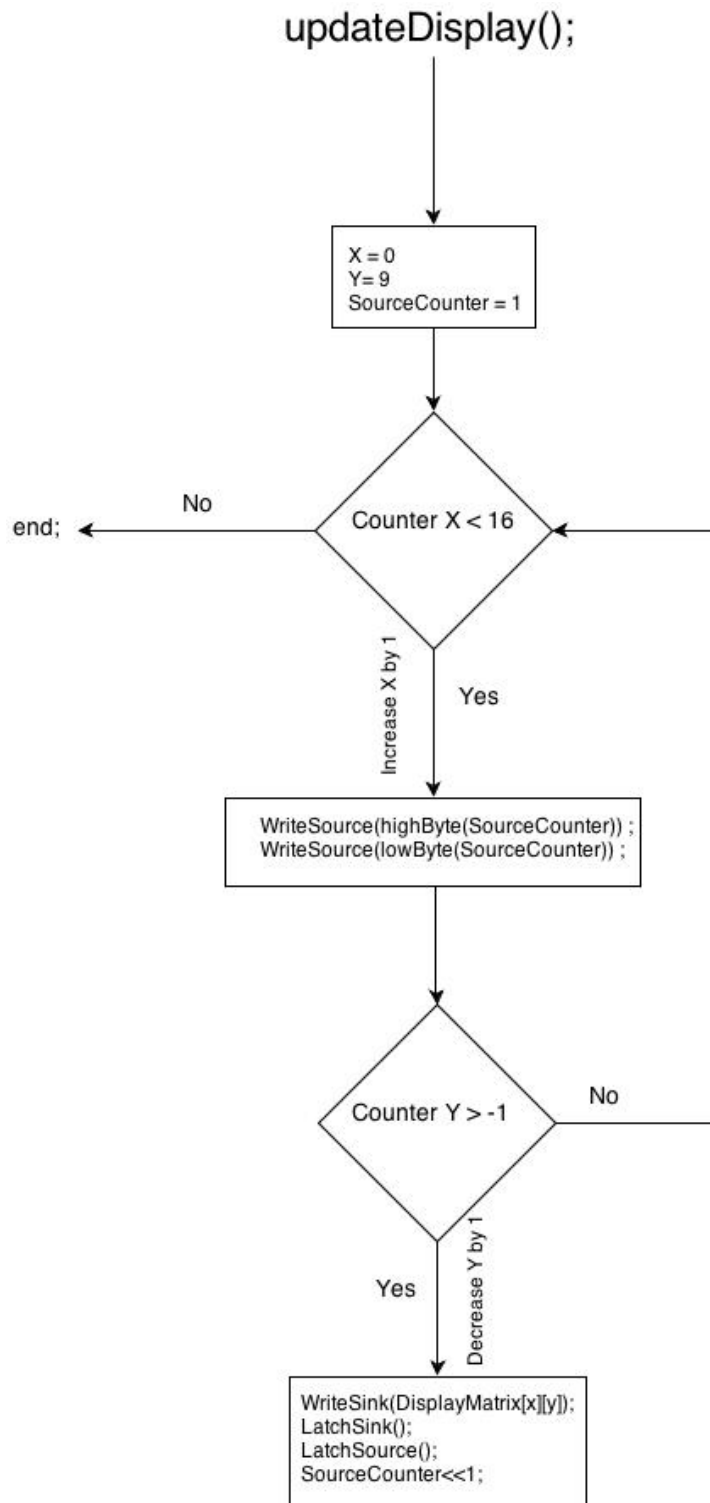 updateDisplay();
X = 0
Y= 9
SourceCounter = 1
Counter X < 16
No
end;
Increase X by 1
Yes
WriteSource(highByte(SourceCounter)) ;
WriteSource(lowByte(SourceCounter)) ;
Counter Y > -1
No
Yes
Decrease Y by 1
WriteSink(DisplayMatrix[x][y]);
LatchSink();
LatchSource();
SourceCounter<<1;